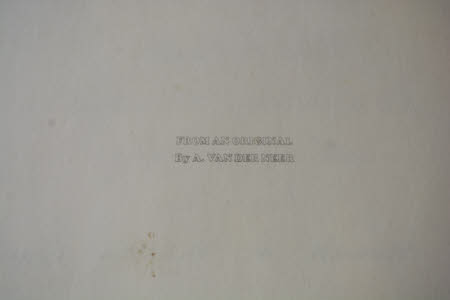 FROM AN ORIGINAL
By A. VAN DER NEER